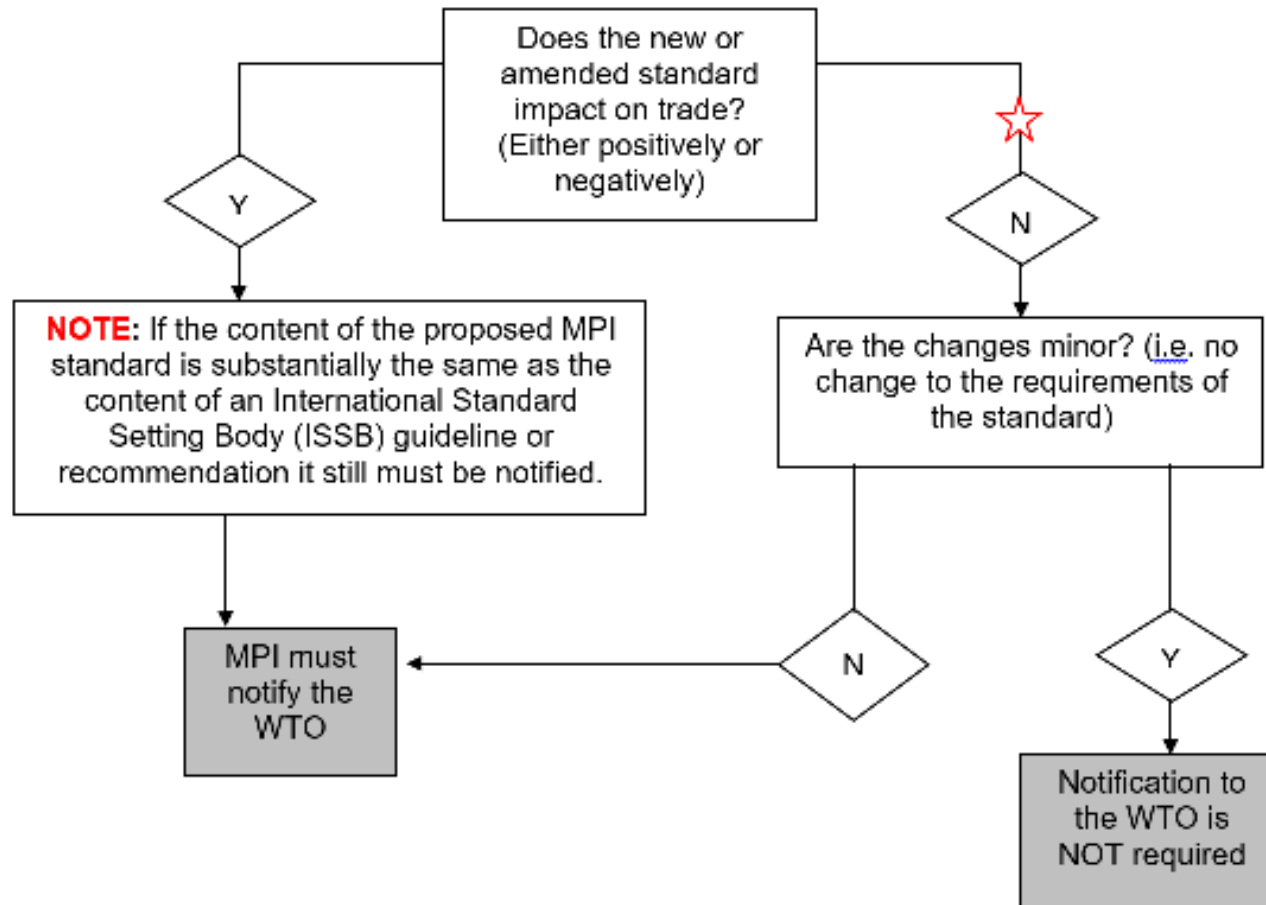 Does the new or
amended standard
impact on trade?
(Either positively or
negatively)
Y
N
NOTE: If the content of the proposed MPI
standard is substantially the same as the
content of an International Standard
Setting Body (ISSB) guideline or
recommendation it still must be notified.
Are the changes minor? (i.e. no
change to the requirements of
the standard)
MPI must
notify the
WTO
N
Y
Notification to
the WTO is
NOT required